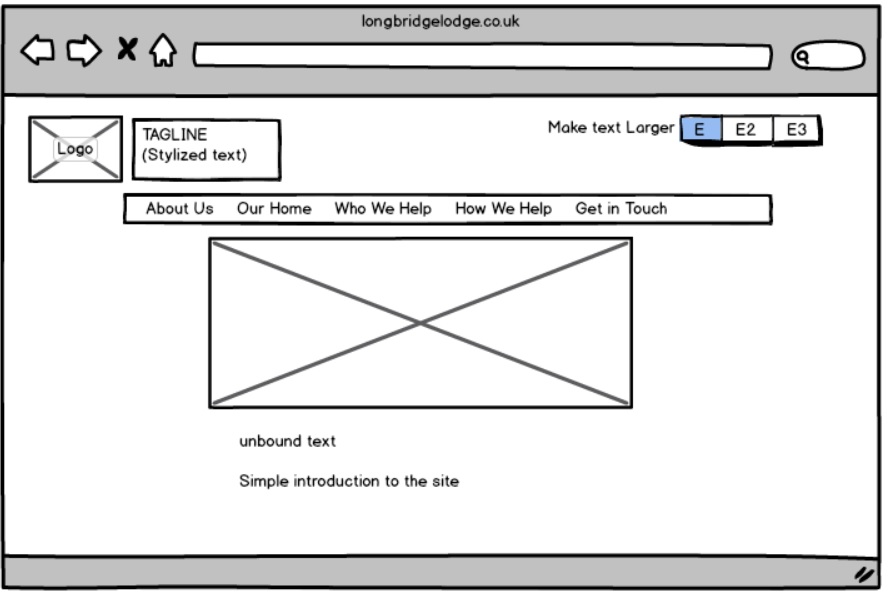 longbridgelodge.co.uk
Logo
TAGLINE
(Stylized text)
Make text Larger E E2 E3
About Us Our Home Who We Help How We Help Get in Touch
unbound text
Simple introduction to the site